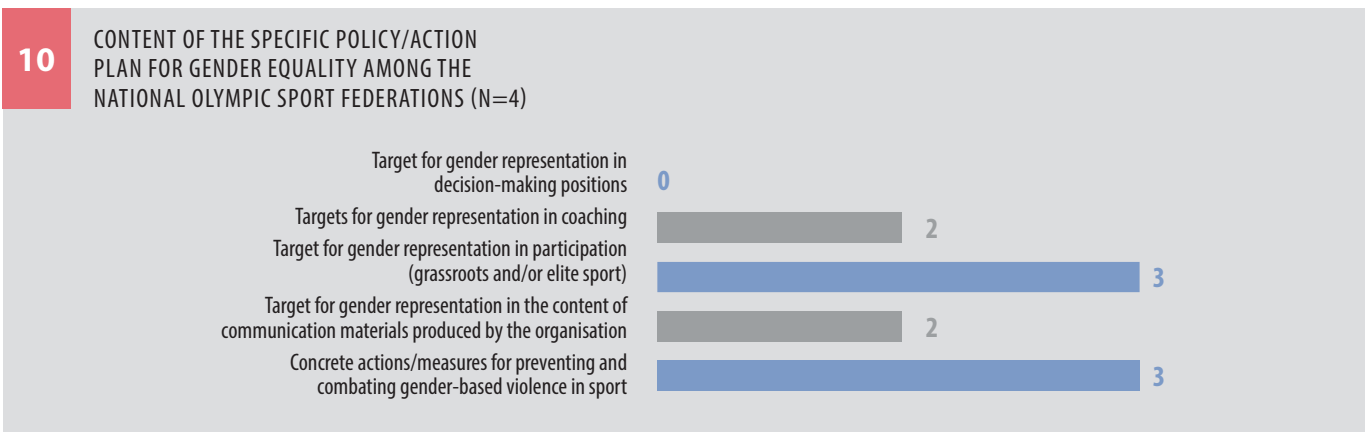 10
CONTENT OF THE SPECIFIC POLICY/ACTION
PLAN FOR GENDER EQUALITY AMONG THE
NATIONAL OLYMPIC SPORT FEDERATIONS (N=4)
Target for gender representation in
decision-making positions
0
Targets for gender representation in coaching
2
Target for gender representation in participation
(grassroots and/or elite sport)
3
Target for gender representation in the content of
communication materials produced by the organisation
2
Concrete actions/measures for preventing and
combating gender-based violence in sport
3